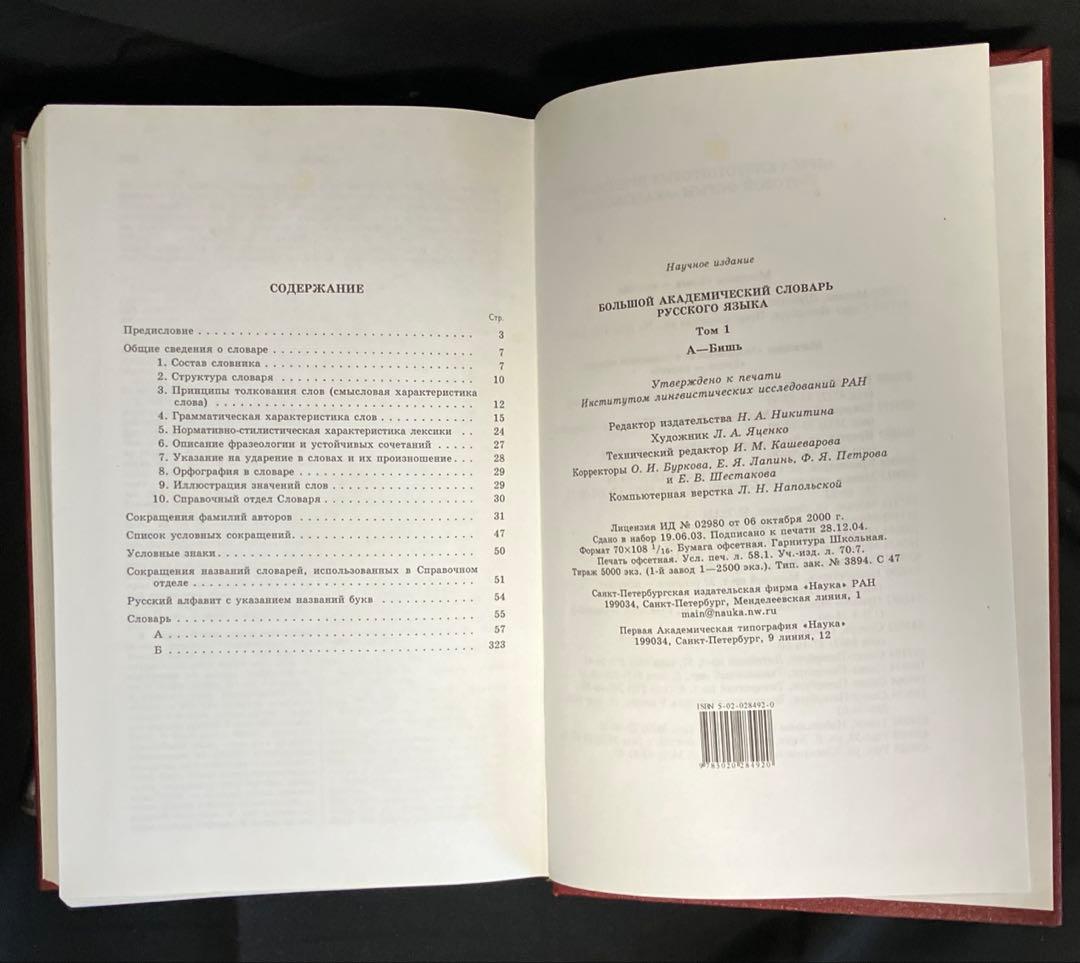 СОДЕРЖАНИЕ
Стр.
Предисловие 3
Общие сведения о словаре 7
1. Состав словника 7
2. Структура словаря 10
3. Принципы толкования слов (смысловая характеристика
слова) 12
4. Грамматическая характеристика слов 15
5. Нормативно-стилистическая характеристика лексики 24
6. Описание фразеологии и устойчивых сочетаний 27
7. Указание на ударение в словах и их произношение 28
8. Орфография в словаре 29
9. Иллюстрация значений слов 29
10. Справочный отдел Словаря 30
Сокращения фамилий авторов 31
Список условных сокращений 47
Условные знаки 50
Сокращения названий словарей, использованных в Справочном
отделе 51
Русский алфавит с указанием названий букв 54
Словарь 55
А 57
Б 323
Научное издание
БОЛЬШОЙ АКАДЕМИЧЕСКИЙ СЛОВАРЬ
РУССКОГО ЯЗЫКА
Том 1
А—Бишь
Утверждено к печати
Институтом лингвистических исследований РАН
Редактор издательства Н. А. Никитина
Художник Л. А. Яценко
Технический редактор И. М. Кашеварова
Корректоры О. И. Буркова, Е. Я. Лапинь, Ф. Я. Петрова
и Е. В. Шестакова
Компьютерная верстка Л. Н. Напольской
Лицензия ИД № 02980 от 06 октября 2000 г.
Сдано в набор 19.06.03. Подписано к печати 28.12.04.
Формат 70×108 1/16. Бумага офсетная. Гарнитура Школьная.
Печать офсетная. Усл. печ. л. 58.1. Уч.-изд. л. 70.7.
Тираж 5000 экз. (1-й завод 1—2500 экз.). Тип. зак. № 3894. С 47
Санкт-Петербургская издательская фирма «Наука» РАН
199034, Санкт-Петербург, Менделеевская линия, 1
main@nauka.nw.ru
Первая Академическая типография «Наука»
199034, Санкт-Петербург, 9 линия, 12
ISBN 5-02-028492-0
9 785020 284920